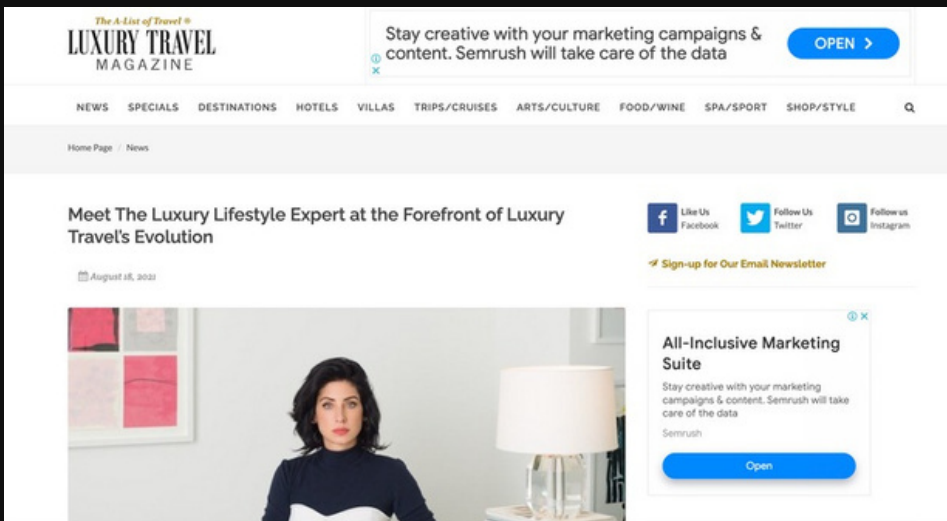 The A-List of Travel ®
LUXURY TRAVEL
MAGAZINE
Stay creative with your marketing campaigns &
content. Semrush will take care of the data
OPEN
NEWS SPECIALS DESTINATIONS HOTELS VILLAS TRIPS/CRUISES ARTS/CULTURE FOOD/WINE SPA/SPORT SHOP/STYLE
Home Page / News
Meet The Luxury Lifestyle Expert at the Forefront of Luxury
Travel's Evolution
August 18, 2021
Like Us
Facebook
Follow Us
Twitter
Follow us
Instagram
Sign-up for Our Email Newsletter
All-Inclusive Marketing
Suite
Stay creative with your marketing
campaigns & content. Semrush will take
care of the data
Semrush
Open